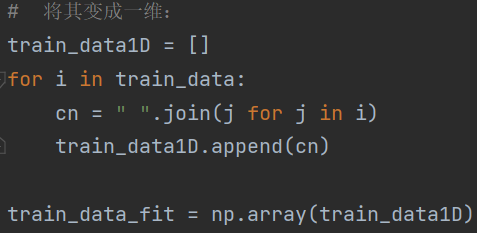 # 将其变成一维：
train_data1D = []
for i in train_data:
    cn = " ".join(j for j in i)
    train_data1D.append(cn)

train_data_fit = np.array(train_data1D)